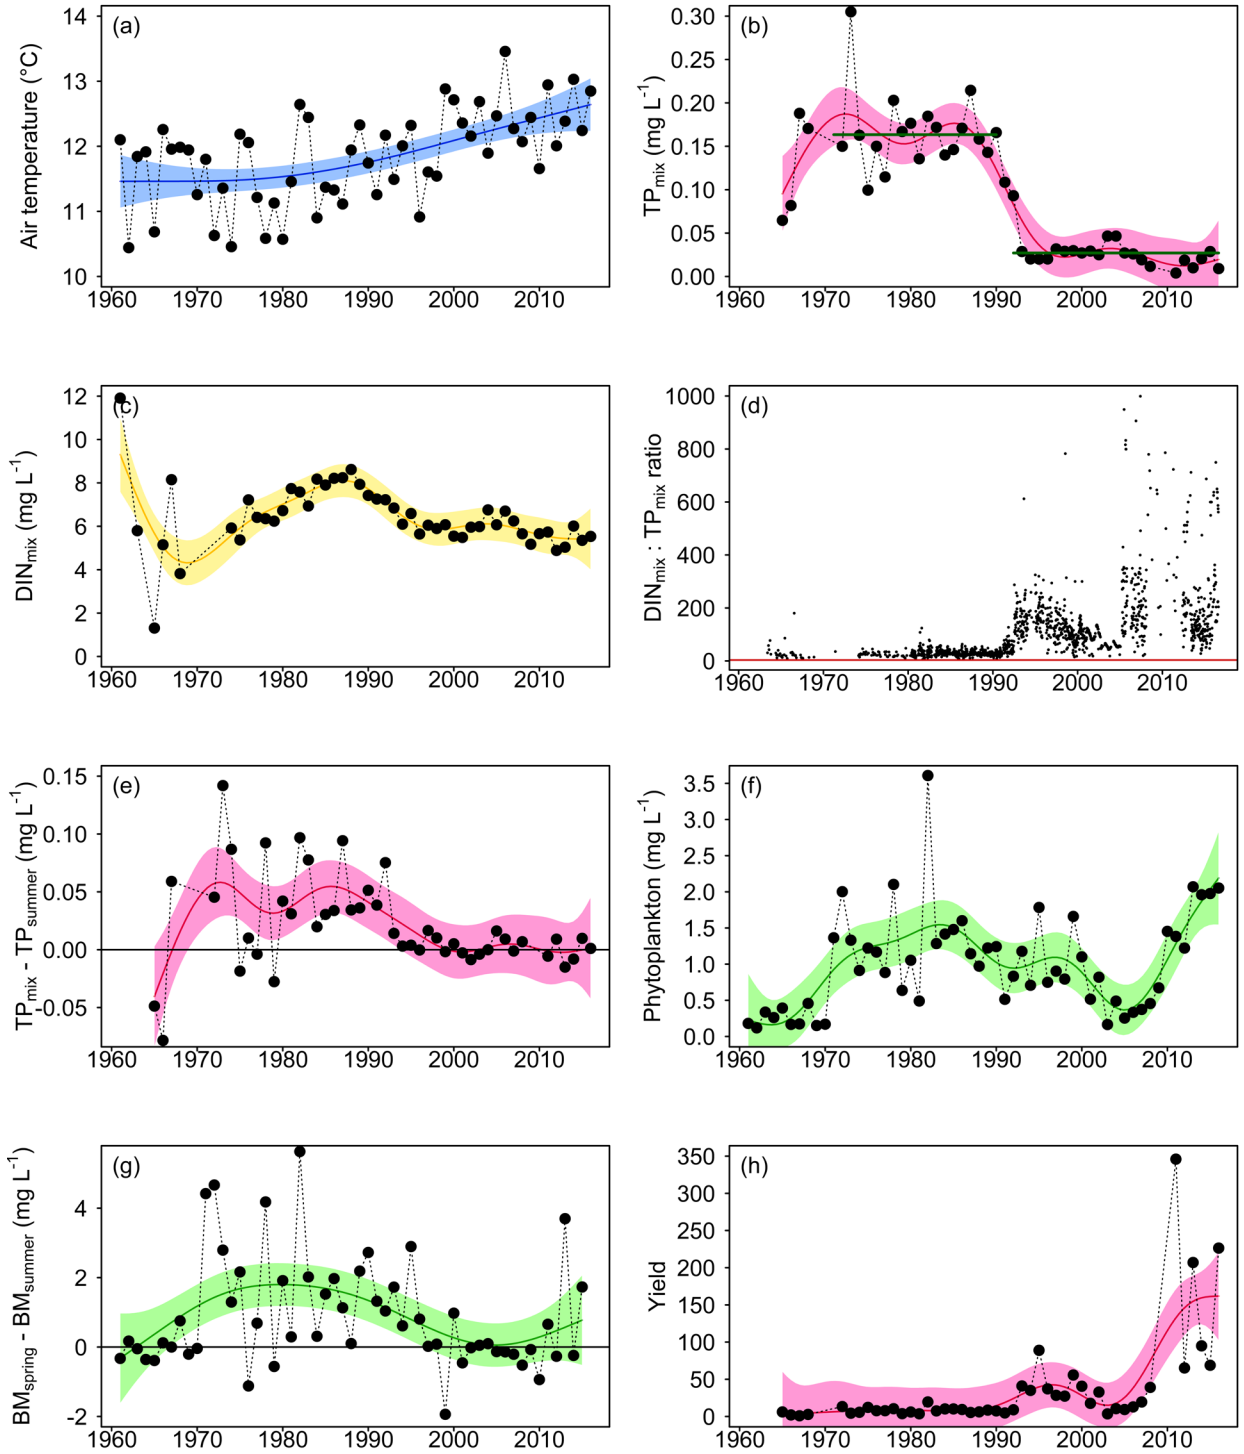 (a)
Air temperature (°C)
14
13
12
11
10
1960 1970 1980 1990 2000 2010
(b)
TPmix (mg L-1)
0.30
0.25
0.20
0.15
0.10
0.05
0.00
1960 1970 1980 1990 2000 2010
(c)
DINmix (mg L-1)
12
10
8
6
4
2
0
1960 1970 1980 1990 2000 2010
(d)
DINmix : TPmix ratio
1000
800
600
400
200
0
1960 1970 1980 1990 2000 2010
(e)
TPmix - TPsummer (mg L-1)
0.15
0.10
0.05
0.00
-0.05
1960 1970 1980 1990 2000 2010
(f)
Phytoplankton (mg L-1)
3.5
3.0
2.5
2.0
1.5
1.0
0.5
0.0
1960 1970 1980 1990 2000 2010
(g)
BMspring - BMsummer (mg L-1)
4
2
0
-2
1960 1970 1980 1990 2000 2010
(h)
Yield
350
300
250
200
150
100
50
0
1960 1970 1980 1990 2000 2010